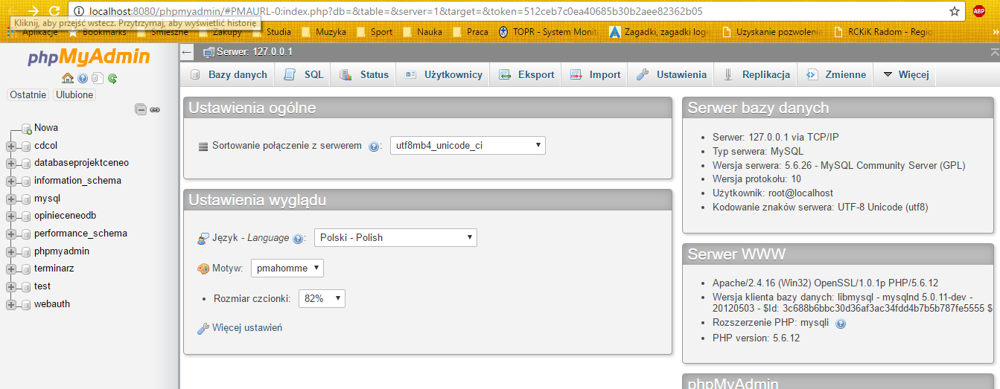 localhost:8080/phpmyadmin/#PMAURL-0:index.php?db=&table=&server=1&target=&token=512ceb7c0ea40685b30b2aee82362b05
ABP
Kliknij, aby przejść wstecz. Przytrzymaj, aby wyświetlić historię
Aplikacje Bookmarks Śmieszne Zakupy Studia Muzyka Sport Nauka Praca TOPR - System Monit Zagadki, zagadki logi Uzyskanie pozwolenie RCKiK Radom - Region »
phpMyAdmin
Ostatnie Ulubione
Nowa
cdcol
databaseprojektceneo
information_schema
mysql
opinieceneodb
performance_schema
phpmyadmin
terminarz
test
webauth
← Serwer: 127.0.0.1
Bazy danych SQL Status Użytkownicy Eksport Import Ustawienia Replikacja Zmienne Więcej
Ustawienia ogólne
Sortowanie połączenie z serwerem : utf8mb4_unicode_ci
Ustawienia wyglądu
Język - Language : Polski - Polish
Motyw: pmahomme
• Rozmiar czcionki: 82%
Więcej ustawień
Serwer bazy danych
• Serwer: 127.0.0.1 via TCP/IP
• Typ serwera: MySQL
• Wersja serwera: 5.6.26 - MySQL Community Server (GPL)
• Wersja protokołu: 10
• Użytkownik: root@localhost
• Kodowanie znaków serwera: UTF-8 Unicode (utf8)
Serwer WWW
• Apache/2.4.16 (Win32) OpenSSL/1.0.1p PHP/5.6.12
• Wersja klienta bazy danych: libmysql - mysqlnd 5.0.11-dev -
20120503 - $Id: 3c688b6bbc30d36af3ac34fdd4b7b5b787fe5555 $
• Rozszerzenie PHP: mysqli
• PHP version: 5.6.12
phpMyAdmin